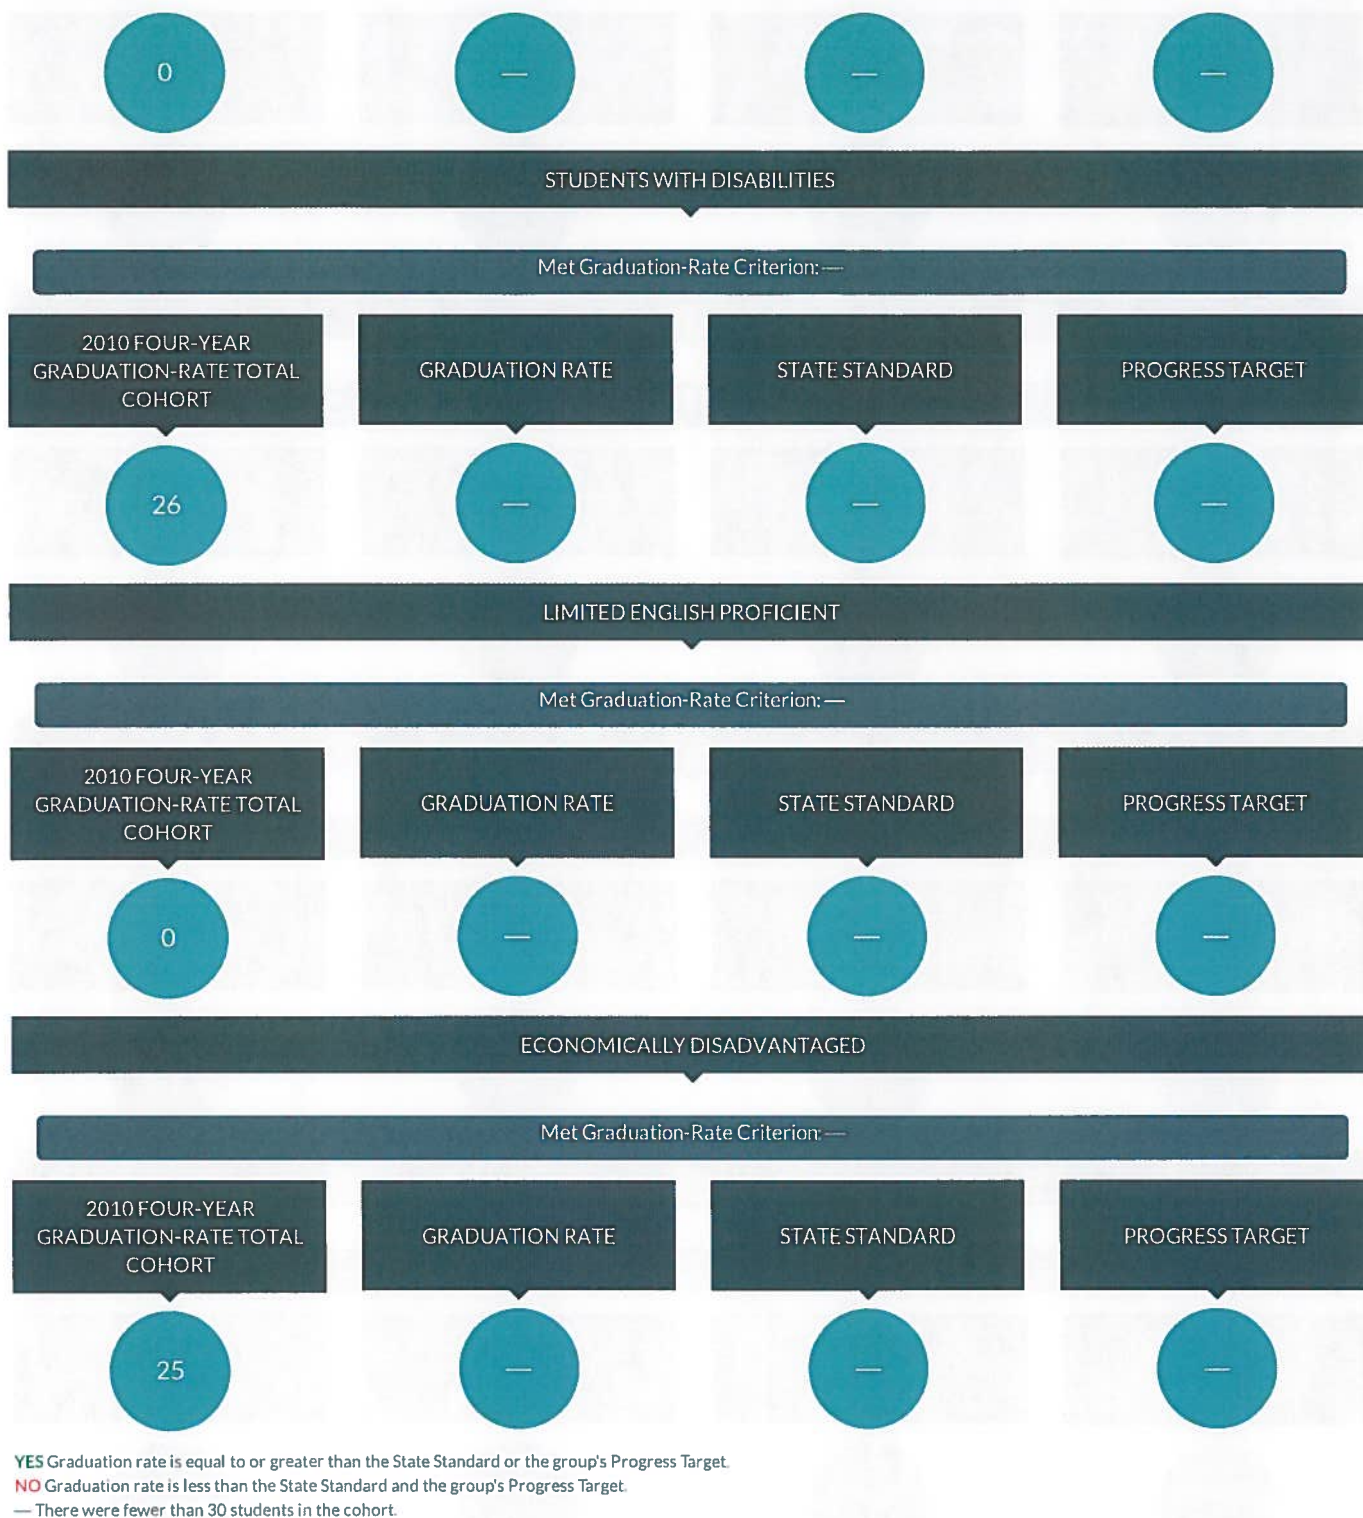 0 — — —
STUDENTS WITH DISABILITIES
Met Graduation-Rate Criterion: —
2010 FOUR-YEAR
GRADUATION-RATE TOTAL
COHORT
GRADUATION RATE
STATE STANDARD
PROGRESS TARGET
26 — — —
LIMITED ENGLISH PROFICIENT
Met Graduation-Rate Criterion: —
2010 FOUR-YEAR
GRADUATION-RATE TOTAL
COHORT
GRADUATION RATE
STATE STANDARD
PROGRESS TARGET
0 — — —
ECONOMICALLY DISADVANTAGED
Met Graduation-Rate Criterion: —
2010 FOUR-YEAR
GRADUATION-RATE TOTAL
COHORT
GRADUATION RATE
STATE STANDARD
PROGRESS TARGET
25 — — —
YES Graduation rate is equal to or greater than the State Standard or the group's Progress Target.
NO Graduation rate is less than the State Standard and the group's Progress Target.
— There were fewer than 30 students in the cohort.